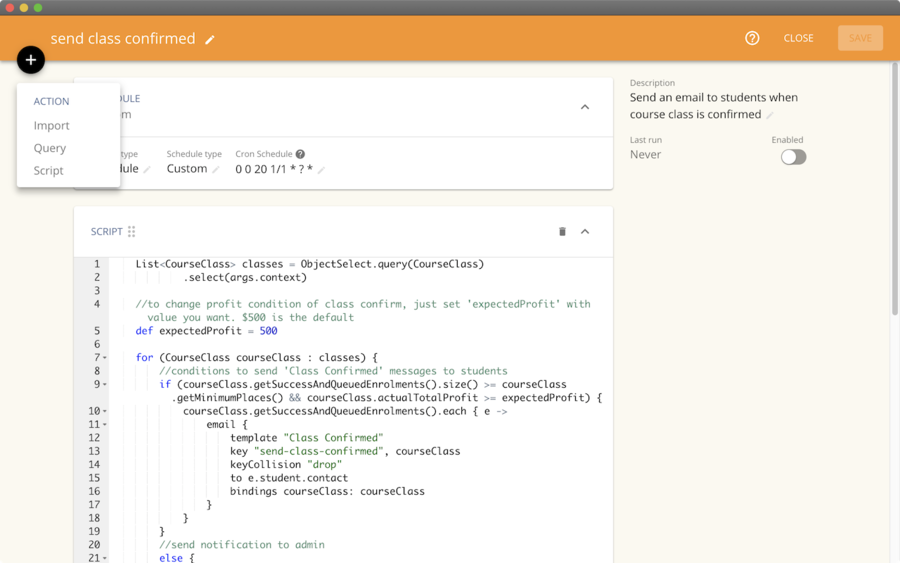 send class confirmed
CLOSE
SAVE
ACTION
Import
Query
Script
DULE
om
type
Schedule type
Cron Schedule
dule
Custom
0 0 20 1/1 * ? *
Description
Send an email to students when
course class is confirmed
Last run
Enabled
Never
SCRIPT
1 List<CourseClass> classes = ObjectSelect.query(CourseClass)
2 .select(args.context)
3
4 //to change profit condition of class confirm, just set 'expectedProfit' with
value you want. $500 is the default
5 def expectedProfit = 500
6
7 for (CourseClass courseClass : classes) {
8 //conditions to send 'Class Confirmed' messages to students
9 if (courseClass.getSuccessAndQueuedEnrolments().size() >= courseClass
.getMinimumPlaces() && courseClass.actualTotalProfit >= expectedProfit) {
10 courseClass.getSuccessAndQueuedEnrolments().each { e ->
11 email {
12 template "Class Confirmed"
13 key "send-class-confirmed", courseClass
14 keyCollision "drop"
15 to e.student.contact
16 bindings courseClass: courseClass
17 }
18 }
19 }
20 //send notification to admin
21 else {